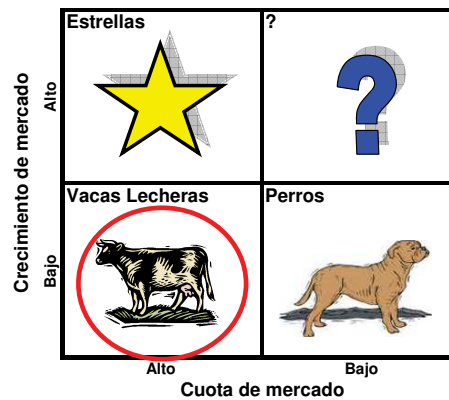 Estrellas
?
Crecimiento de mercado
Alto
Vacas Lecheras
Perros
Bajo
Alto
Bajo
Cuota de mercado